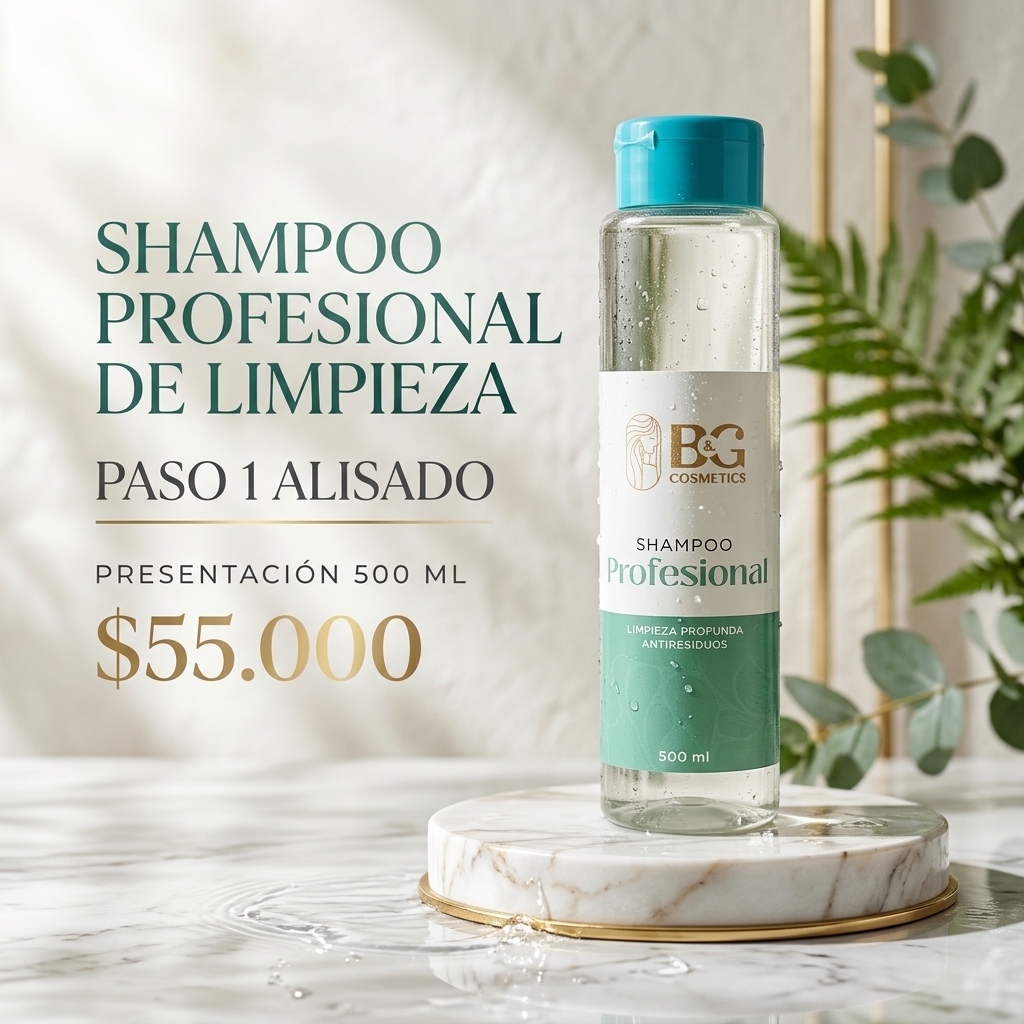 SHAMPOO
PROFESIONAL
DE LIMPIEZA
PASO 1 ALISADO
PRESENTACIÓN 500 ML
$55.000
B&G
COSMETICS
SHAMPOO
Profesional
LIMPIEZA PROPUNDA
ANTIRESIDUOS
500 ml